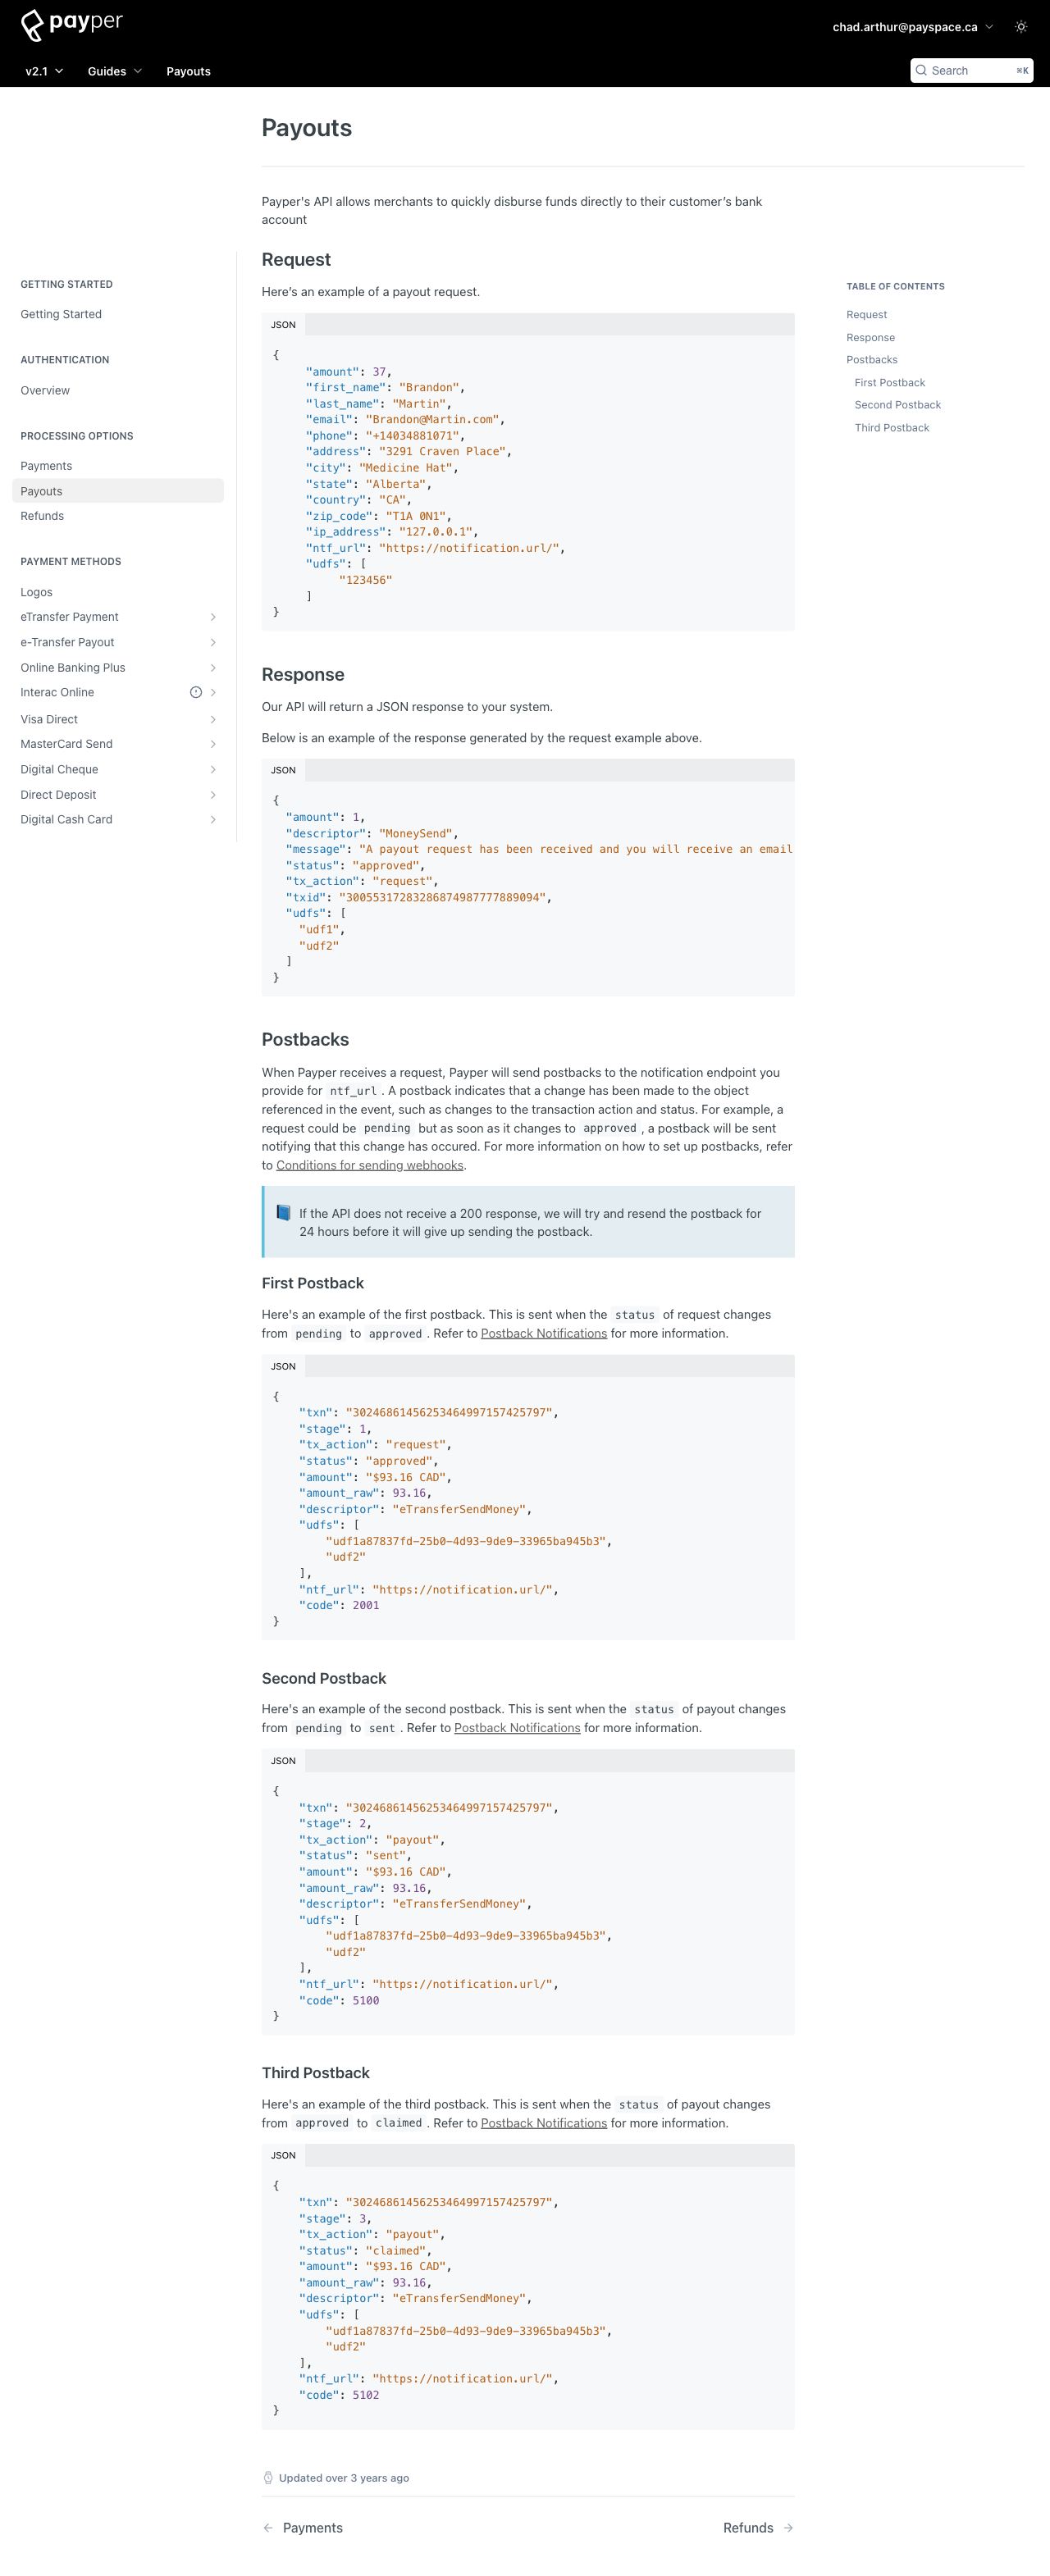 payper
chad.arthur@payspace.ca
v2.1
Guides
Payouts
Search
⌘K
Payouts
Payper's API allows merchants to quickly disburse funds directly to their customer’s bank
account
GETTING STARTED
Getting Started
AUTHENTICATION
Overview
PROCESSING OPTIONS
Payments
Payouts
Refunds
PAYMENT METHODS
Logos
eTransfer Payment
e-Transfer Payout
Online Banking Plus
Interac Online
Visa Direct
MasterCard Send
Digital Cheque
Direct Deposit
Digital Cash Card
TABLE OF CONTENTS
Request
Response
Postbacks
First Postback
Second Postback
Third Postback
Request
Here’s an example of a payout request.
JSON
{
"amount": 37,
"first_name": "Brandon",
"last_name": "Martin",
"email": "Brandon@Martin.com",
"phone": "+14034881071",
"address": "3291 Craven Place",
"city": "Medicine Hat",
"state": "Alberta",
"country": "CA",
"zip_code": "T1A 0N1",
"ip_address": "127.0.0.1",
"ntf_url": "https://notification.url/",
"udfs": [
"123456"
]
}
Response
Our API will return a JSON response to your system.
Below is an example of the response generated by the request example above.
JSON
{
"amount": 1,
"descriptor": "MoneySend",
"message": "A payout request has been received and you will receive an email
"status": "approved",
"tx_action": "request",
"txid": "30055317283286874987777889094",
"udfs": [
"udf1",
"udf2"
]
}
Postbacks
When Payper receives a request, Payper will send postbacks to the notification endpoint you
provide for ntf_url. A postback indicates that a change has been made to the object
referenced in the event, such as changes to the transaction action and status. For example, a
request could be pending but as soon as it changes to approved, a postback will be sent
notifying that this change has occured. For more information on how to set up postbacks, refer
to Conditions for sending webhooks.
If the API does not receive a 200 response, we will try and resend the postback for
24 hours before it will give up sending the postback.
First Postback
Here's an example of the first postback. This is sent when the status of request changes
from pending to approved. Refer to Postback Notifications for more information.
JSON
{
"txn": "30246861456253464997157425797",
"stage": 1,
"tx_action": "request",
"status": "approved",
"amount": "$93.16 CAD",
"amount_raw": 93.16,
"descriptor": "eTransferSendMoney",
"udfs": [
"udf1a87837fd-25b0-4d93-9de9-33965ba945b3",
"udf2"
],
"ntf_url": "https://notification.url/",
"code": 2001
}
Second Postback
Here's an example of the second postback. This is sent when the status of payout changes
from pending to sent. Refer to Postback Notifications for more information.
JSON
{
"txn": "30246861456253464997157425797",
"stage": 2,
"tx_action": "payout",
"status": "sent",
"amount": "$93.16 CAD",
"amount_raw": 93.16,
"descriptor": "eTransferSendMoney",
"udfs": [
"udf1a87837fd-25b0-4d93-9de9-33965ba945b3",
"udf2"
],
"ntf_url": "https://notification.url/",
"code": 5100
}
Third Postback
Here's an example of the third postback. This is sent when the status of payout changes
from approved to claimed. Refer to Postback Notifications for more information.
JSON
{
"txn": "30246861456253464997157425797",
"stage": 3,
"tx_action": "payout",
"status": "claimed",
"amount": "$93.16 CAD",
"amount_raw": 93.16,
"descriptor": "eTransferSendMoney",
"udfs": [
"udf1a87837fd-25b0-4d93-9de9-33965ba945b3",
"udf2"
],
"ntf_url": "https://notification.url/",
"code": 5102
}
Updated over 3 years ago
← Payments
Refunds →